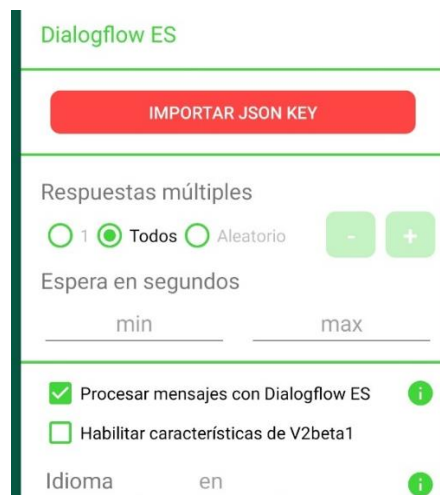 Dialogflow ES
IMPORTAR JSON KEY
Respuestas múltiples
1 Todos Aleatorio - +
Espera en segundos
min max
Procesar mensajes con Dialogflow ES i
Habilitar características de V2beta1
Idioma en i